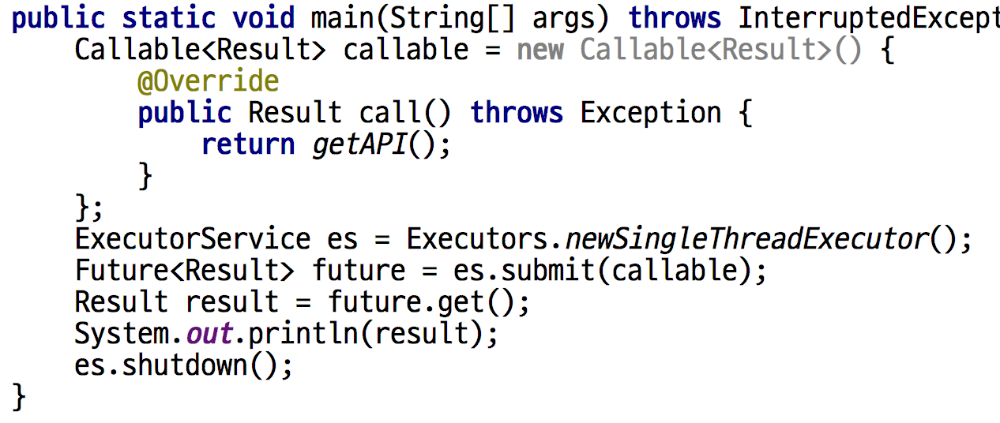 public static void main(String[] args) throws InterruptedExcept
    Callable<Result> callable = new Callable<Result>() {
        @Override
        public Result call() throws Exception {
            return getAPI();
        }
    };
    ExecutorService es = Executors.newSingleThreadExecutor();
    Future<Result> future = es.submit(callable);
    Result result = future.get();
    System.out.println(result);
    es.shutdown();
}